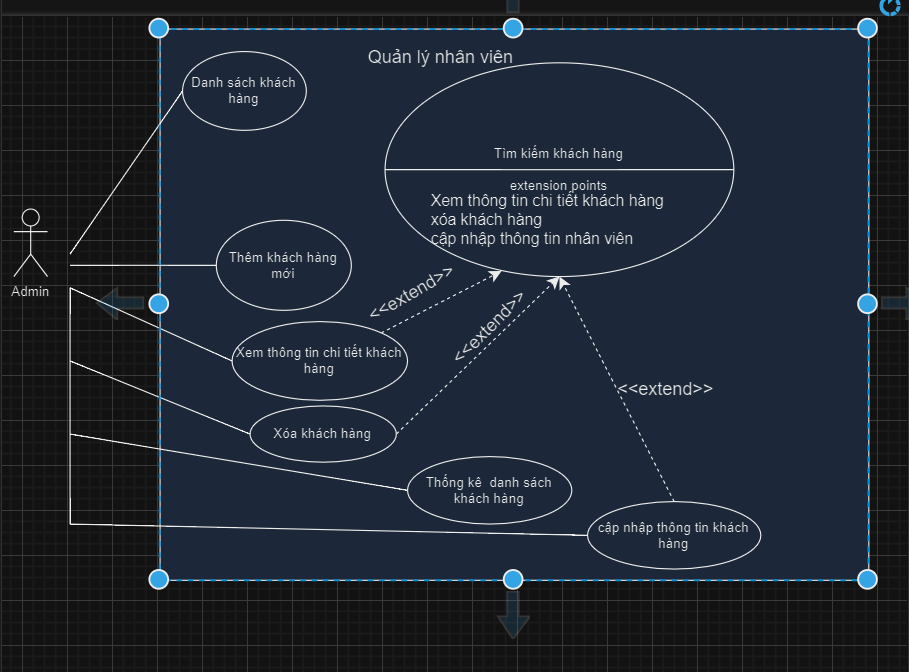 Quản lý nhân viên
Danh sách khách
hàng
Tìm kiếm khách hàng
extension points
Xem thông tin chi tiết khách hàng
xóa khách hàng
cập nhập thông tin nhân viên
Thêm khách hàng
mới
Admin
<<extend>>
<<extend>>
Xem thông tin chi tiết khách
hàng
<<extend>>
Xóa khách hàng
Thống kê danh sách
khách hàng
cập nhập thông tin khách
hàng